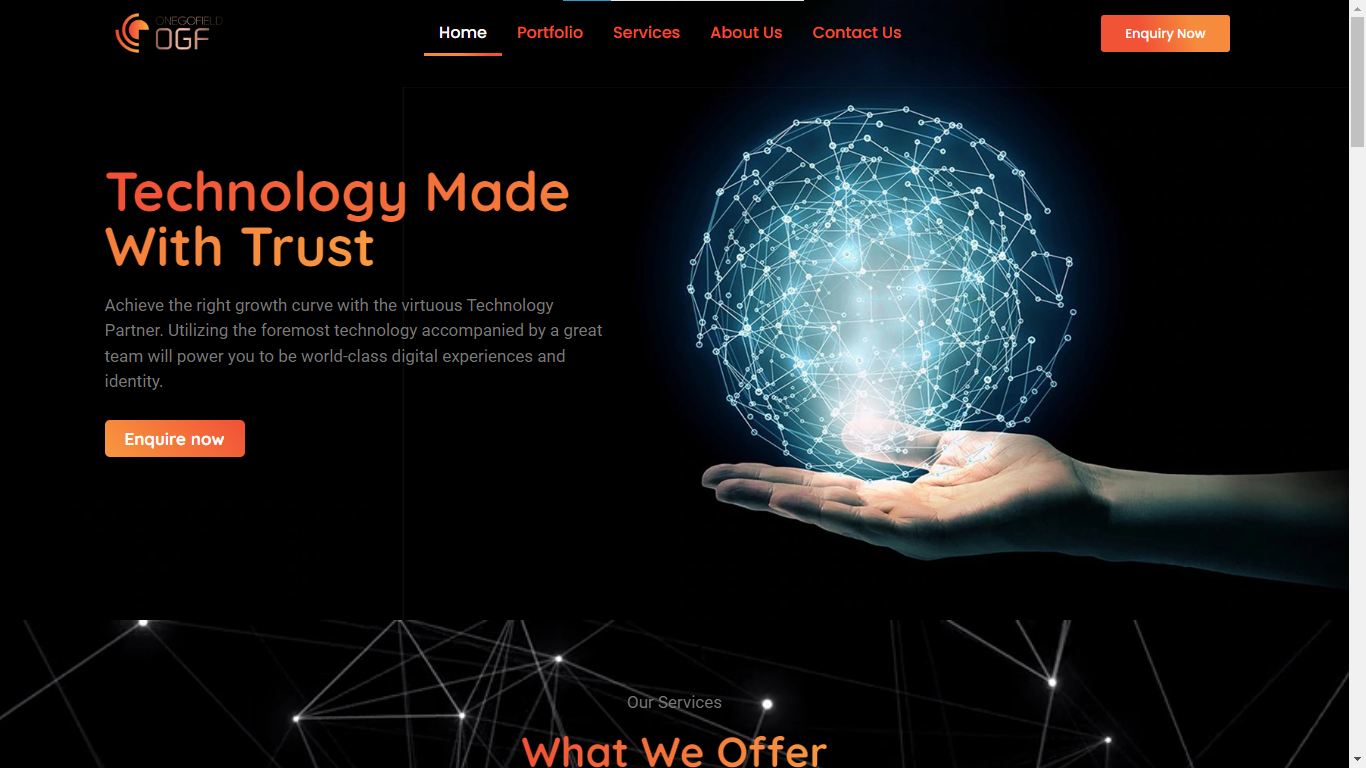 ONEGOFIELD
OGF
Home
Portfolio
Services
About Us
Contact Us
Enquiry Now
Technology Made
With Trust
Achieve the right growth curve with the virtuous Technology
Partner. Utilizing the foremost technology accompanied by a great
team will power you to be world-class digital experiences and
identity.
Enquire now
Our Services
What We Offer